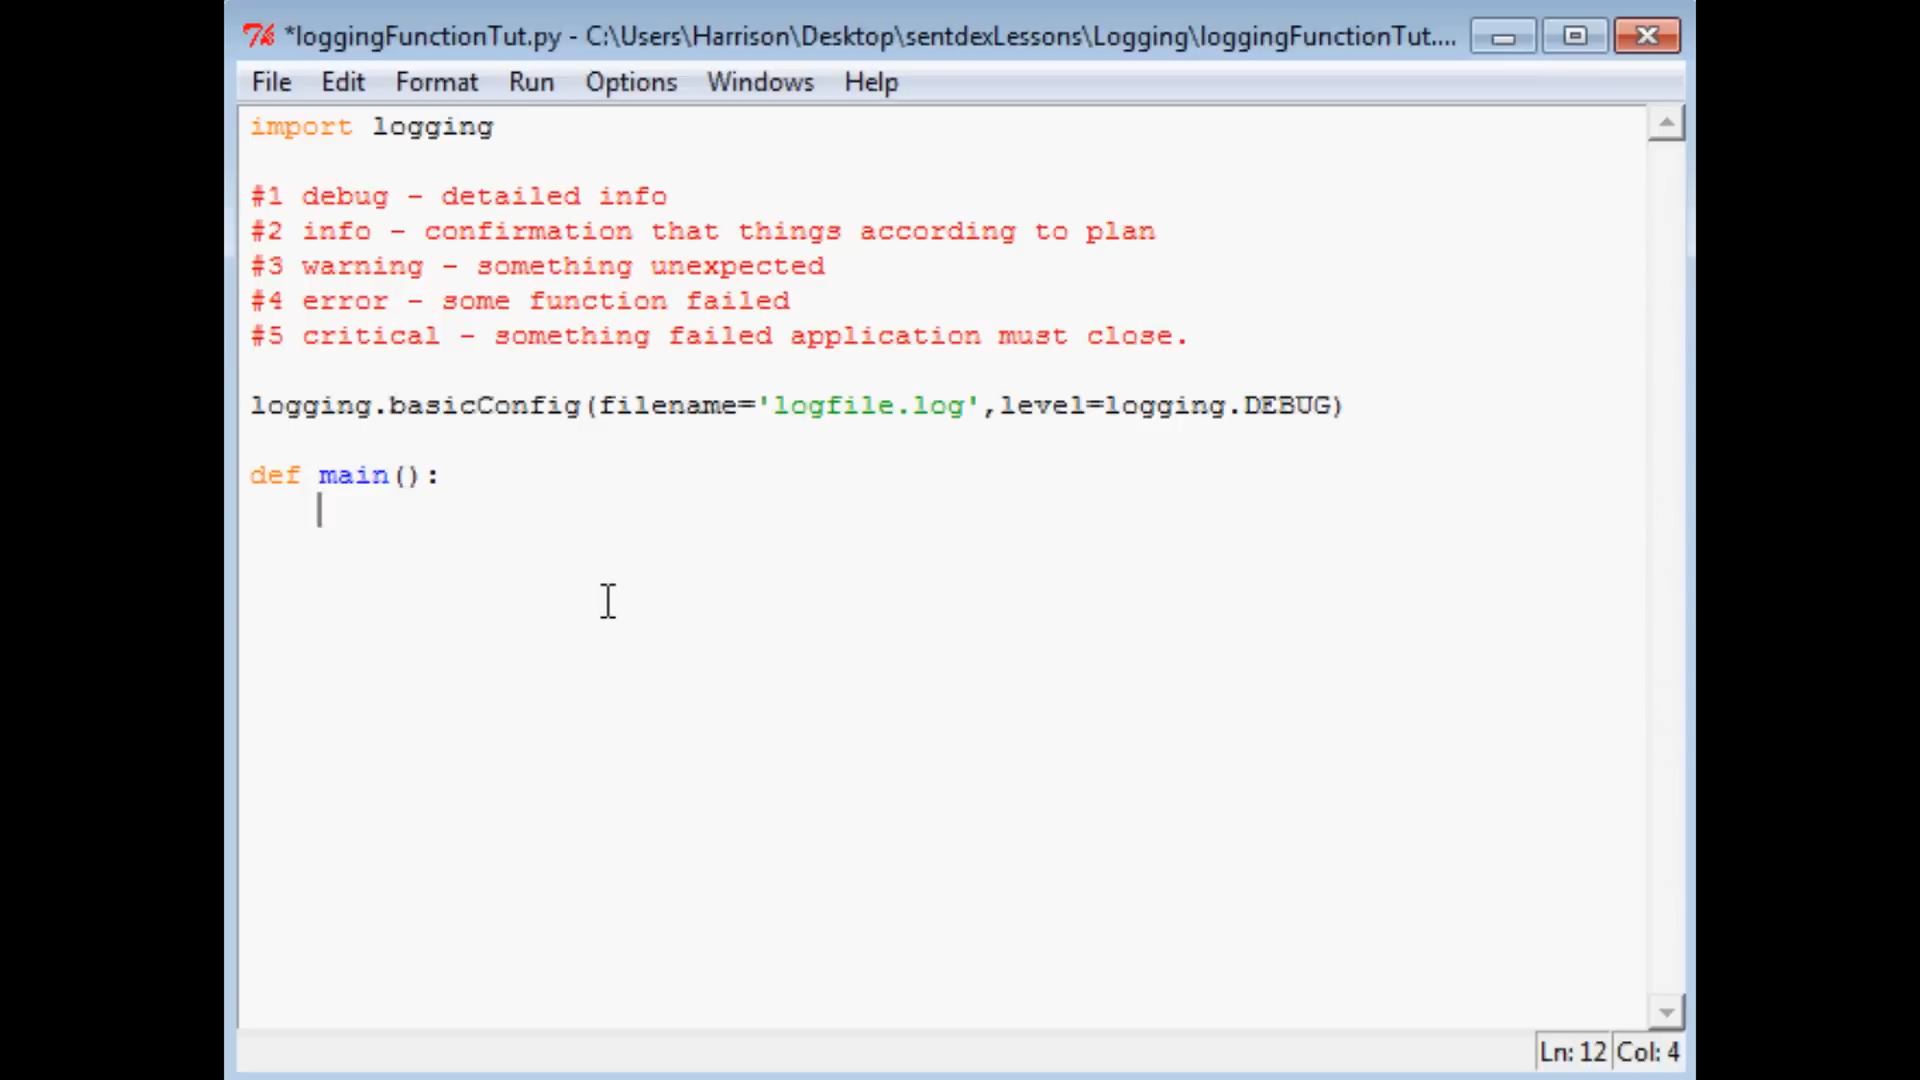 *loggingFunctionTut.py - C:\Users\Harrison\Desktop\sentdexLessons\Logging\loggingFunctionTut....
File Edit Format Run Options Windows Help
import logging
#1 debug - detailed info
#2 info - confirmation that things according to plan
#3 warning - something unexpected
#4 error - some function failed
#5 critical - something failed application must close.
logging.basicConfig(filename='logfile.log',level=logging.DEBUG)
def main():
Ln: 12 Col: 4